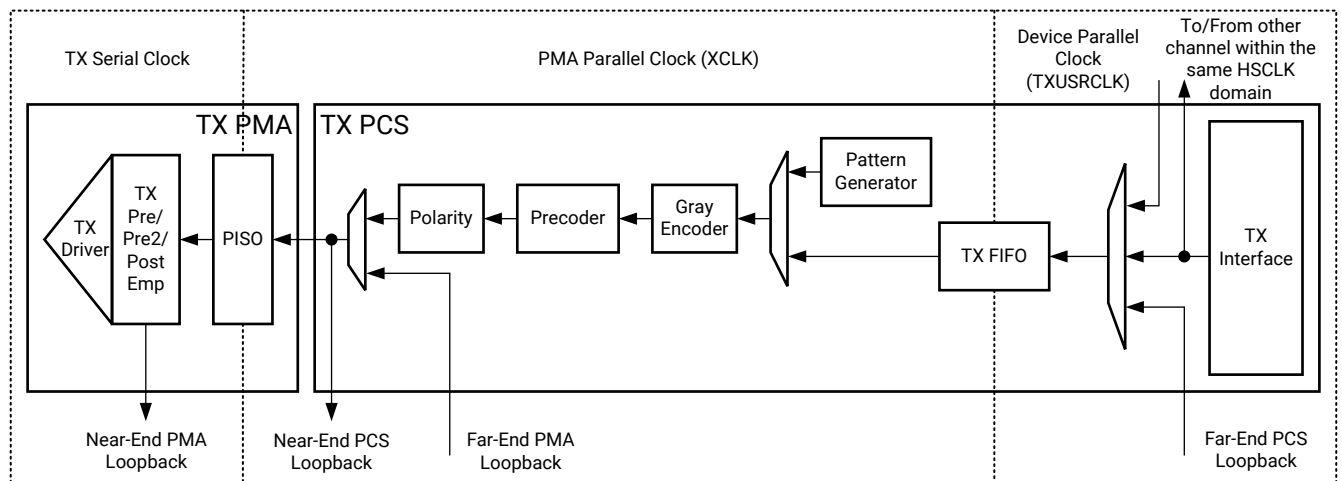 TX Serial Clock
PMA Parallel Clock (XCLK)
Device Parallel
Clock
(TXUSRCLK)
To/From other
channel within the
same HSCLK
domain
TX PMA
TX PCS
TX
Driver
TX
Pre/
Pre2/
Post
Emp
PISO
Polarity
Precoder
Gray
Encoder
Pattern
Generator
TX FIFO
TX
Interface
Near-End PMA
Loopback
Near-End PCS
Loopback
Far-End PMA
Loopback
Far-End PCS
Loopback